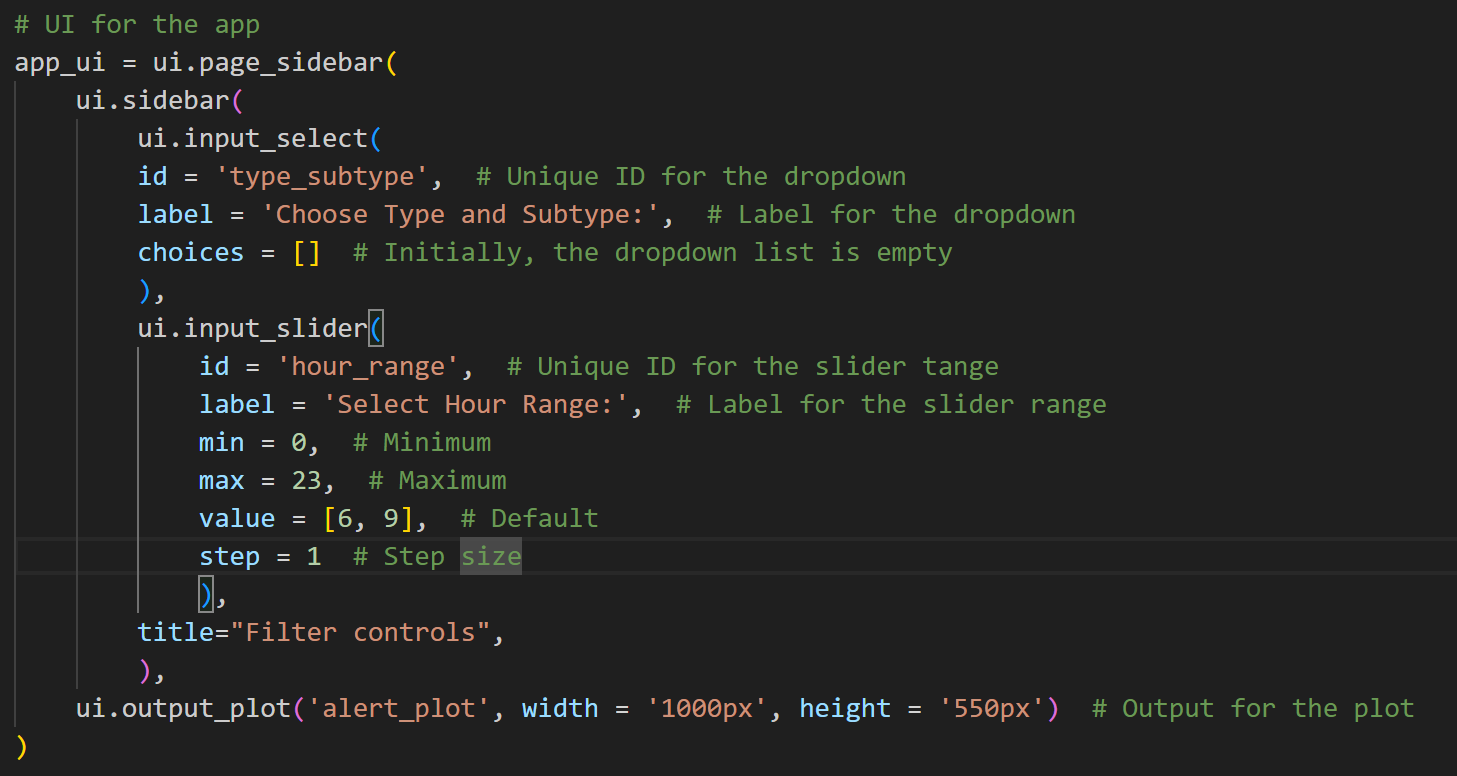 # UI for the app
app_ui = ui.page_sidebar(
    ui.sidebar(
        ui.input_select(
        id = 'type_subtype',  # Unique ID for the dropdown
        label = 'Choose Type and Subtype:',  # Label for the dropdown
        choices = []  # Initially, the dropdown list is empty
        ),
        ui.input_slider(
            id = 'hour_range',  # Unique ID for the slider tange
            label = 'Select Hour Range:',  # Label for the slider range
            min = 0,  # Minimum
            max = 23,  # Maximum
            value = [6, 9],  # Default
            step = 1  # Step size
            ),
        title="Filter controls",
        ),
    ui.output_plot('alert_plot', width = '1000px', height = '550px')  # Output for the plot
)